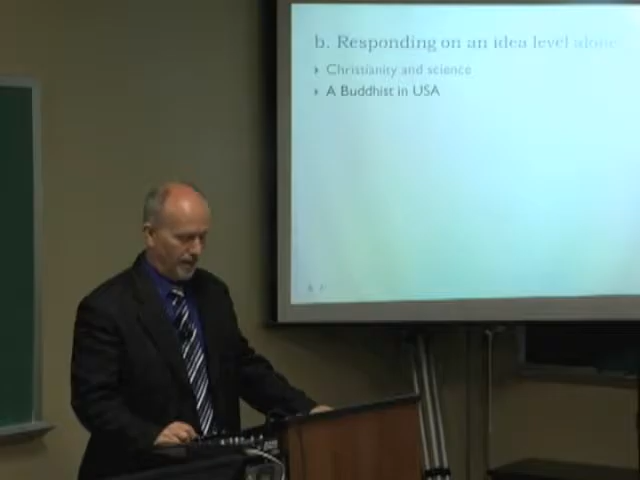 b. Responding on an idea level alone
Christianity and science
A Buddhist in USA